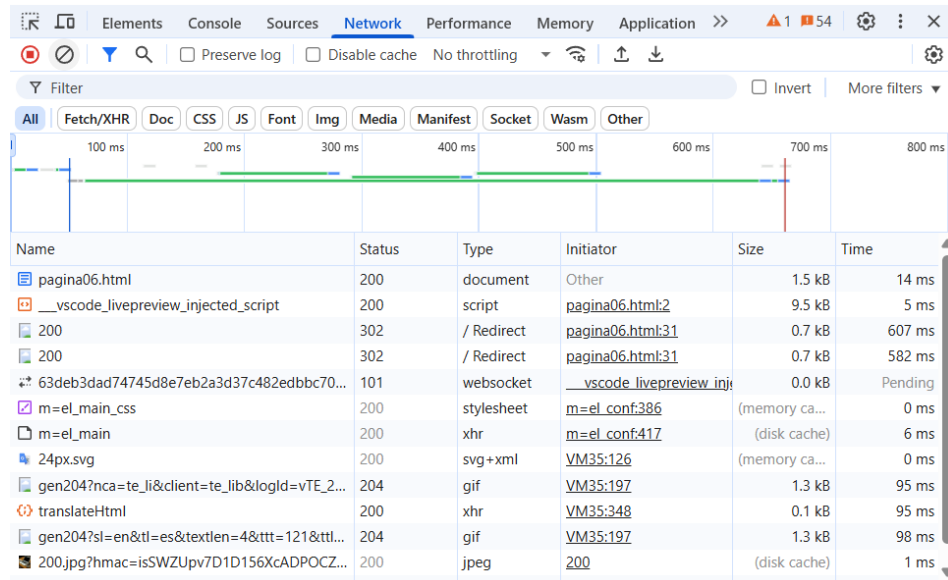 Elements Console Sources Network Performance Memory Application 1 54
Preserve log Disable cache No throttling
Filter Invert More filters
All Fetch/XHR Doc CSS JS Font Img Media Manifest Socket Wasm Other
100 ms 200 ms 300 ms 400 ms 500 ms 600 ms 700 ms 800 ms
Name Status Type Initiator Size Time
pagina06.html 200 document Other 1.5 kB 14 ms
___vscode_livepreview_injected_script 200 script pagina06.html:2 9.5 kB 5 ms
200 302 / Redirect pagina06.html:31 0.7 kB 607 ms
200 302 / Redirect pagina06.html:31 0.7 kB 582 ms
63deb3dad74745d8e7eb2a3d37c482edbbc70... 101 websocket ___vscode_livepreview_inje 0.0 kB Pending
m=el_main_css 200 stylesheet m=el_conf:386 (memory ca... 0 ms
m=el_main 200 xhr m=el_conf:417 (disk cache) 6 ms
24px.svg 200 svg+xml VM35:126 (memory ca... 0 ms
gen204?nca=te_li&client=te_lib&logId=vTE_2... 204 gif VM35:197 1.3 kB 95 ms
translateHtml 200 xhr VM35:348 0.1 kB 95 ms
gen204?sl=en&tl=es&textlen=4&ttt=121&ttl... 204 gif VM35:197 1.3 kB 98 ms
200.jpg?hmac=isSWZUpv7D1D156XcADPOCZ... 200 jpeg 200 (disk cache) 1 ms